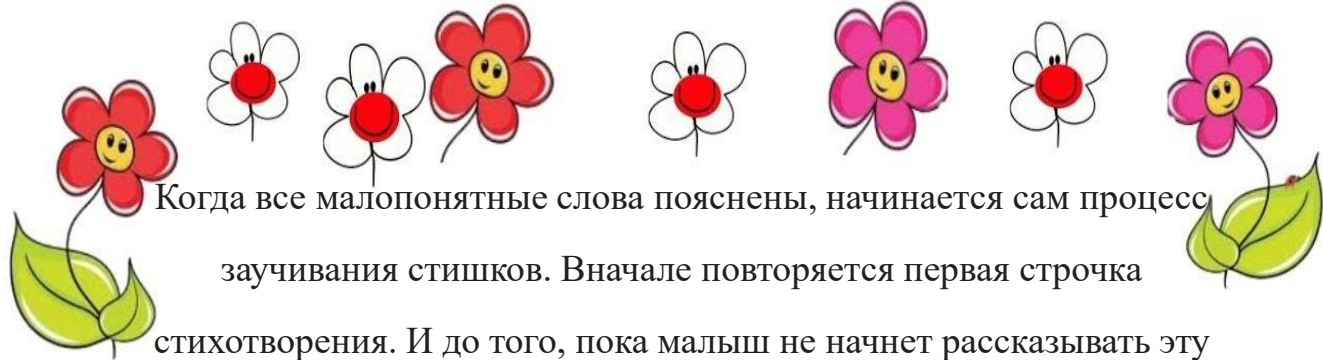 Когда все малопонятные слова пояснены, начинается сам процесс
заучивания стишков. Вначале повторяется первая строчка
стихотворения. И до того, пока малыш не начнет рассказывать эту